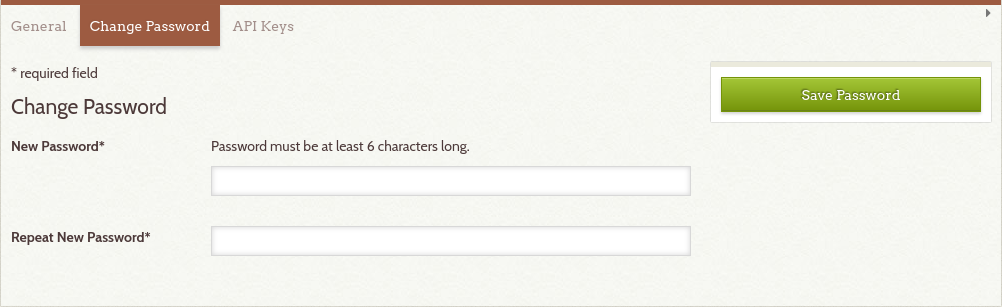 General Change Password API Keys
* required field
Save Password
Change Password
New Password* Password must be at least 6 characters long.
Repeat New Password*